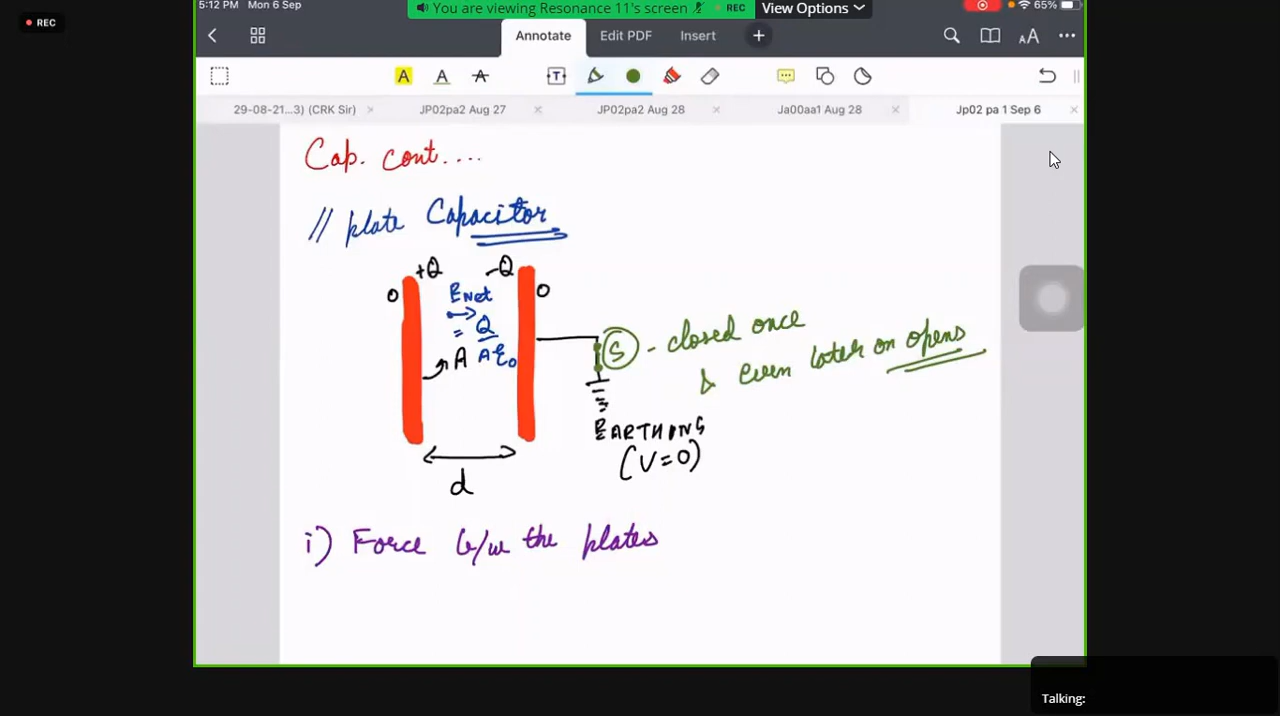 5:12 PM Mon 6 Sep
You are viewing Resonance 11's screen
REC
View Options
65%
REC
Annotate
Edit PDF
Insert
AA
A
A
A
T
29-08-21...3) (CRK Sir)
JP02pa2 Aug 27
JP02pa2 Aug 28
Ja00aa1 Aug 28
Jp02 pa 1 Sep 6
Cap. cont....
// plate Capacitor
+Q
-Q
0
0
Enet
= Q/Aε₀
A
S - closed once
& even later on opens
EARTHING
(V=0)
d
i) Force b/w the plates
Talking: